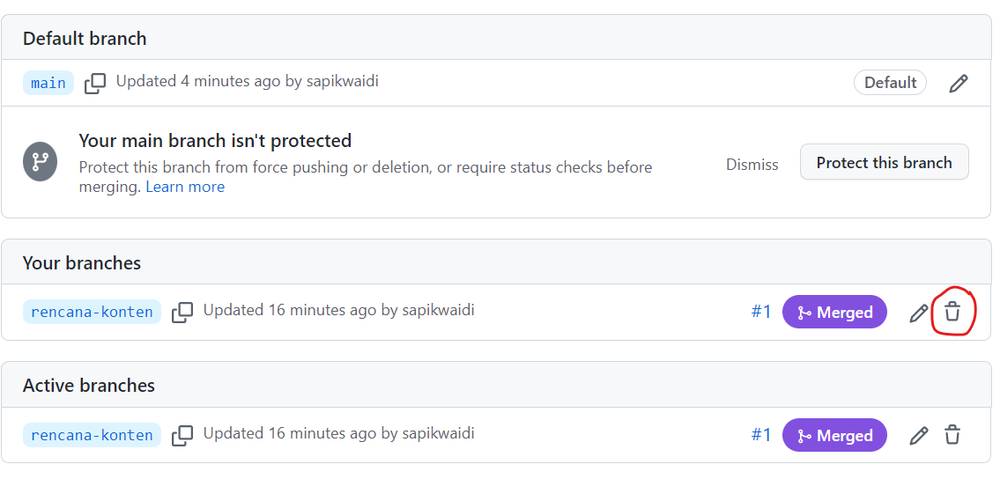 Default branch
main Updated 4 minutes ago by sapikwaidi Default
Your main branch isn't protected
Protect this branch from force pushing or deletion, or require status checks before
merging. Learn more
Dismiss Protect this branch
Your branches
rencana-konten Updated 16 minutes ago by sapikwaidi #1 Merged
Active branches
rencana-konten Updated 16 minutes ago by sapikwaidi #1 Merged